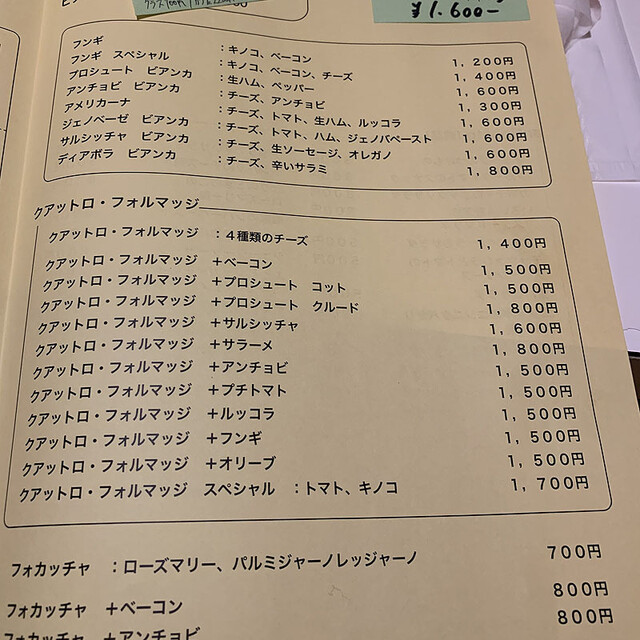 ¥1.600-
フンギ ：キノコ、ベーコン 1,200円
フンギ スペシャル ：キノコ、ベーコン、チーズ 1,400円
プロシュート ビアンカ ：生ハム、ペッパー 1,600円
アンチョビ ビアンカ ：チーズ、アンチョビ 1,300円
アメリカーナ ：チーズ、トマト、生ハム、ルッコラ 1,600円
ジェノベーゼ ビアンカ ：チーズ、トマト、ハム、ジェノバペースト 1,600円
サルシッチャ ビアンカ ：チーズ、生ソーセージ、オレガノ 1,600円
ディアポラ ビアンカ ：チーズ、辛いサラミ 1,800円
クアットロ・フォルマッジ
クアットロ・フォルマッジ ：４種類のチーズ 1,400円
クアットロ・フォルマッジ ＋ベーコン 1,500円
クアットロ・フォルマッジ ＋プロシュート コット 1,500円
クアットロ・フォルマッジ ＋プロシュート クルード 1,800円
クアットロ・フォルマッジ ＋サルシッチャ 1,600円
クアットロ・フォルマッジ ＋サラーメ 1,800円
クアットロ・フォルマッジ ＋アンチョビ 1,500円
クアットロ・フォルマッジ ＋プチトマト 1,500円
クアットロ・フォルマッジ ＋ルッコラ 1,500円
クアットロ・フォルマッジ ＋フンギ 1,500円
クアットロ・フォルマッジ ＋オリーブ 1,500円
クアットロ・フォルマッジ スペシャル ：トマト、キノコ 1,700円
フォカッチャ ：ローズマリー、パルミジャーノレッジャーノ 700円
フォカッチャ ＋ベーコン 800円
フォカッチャ ＋アンチョビ 800円